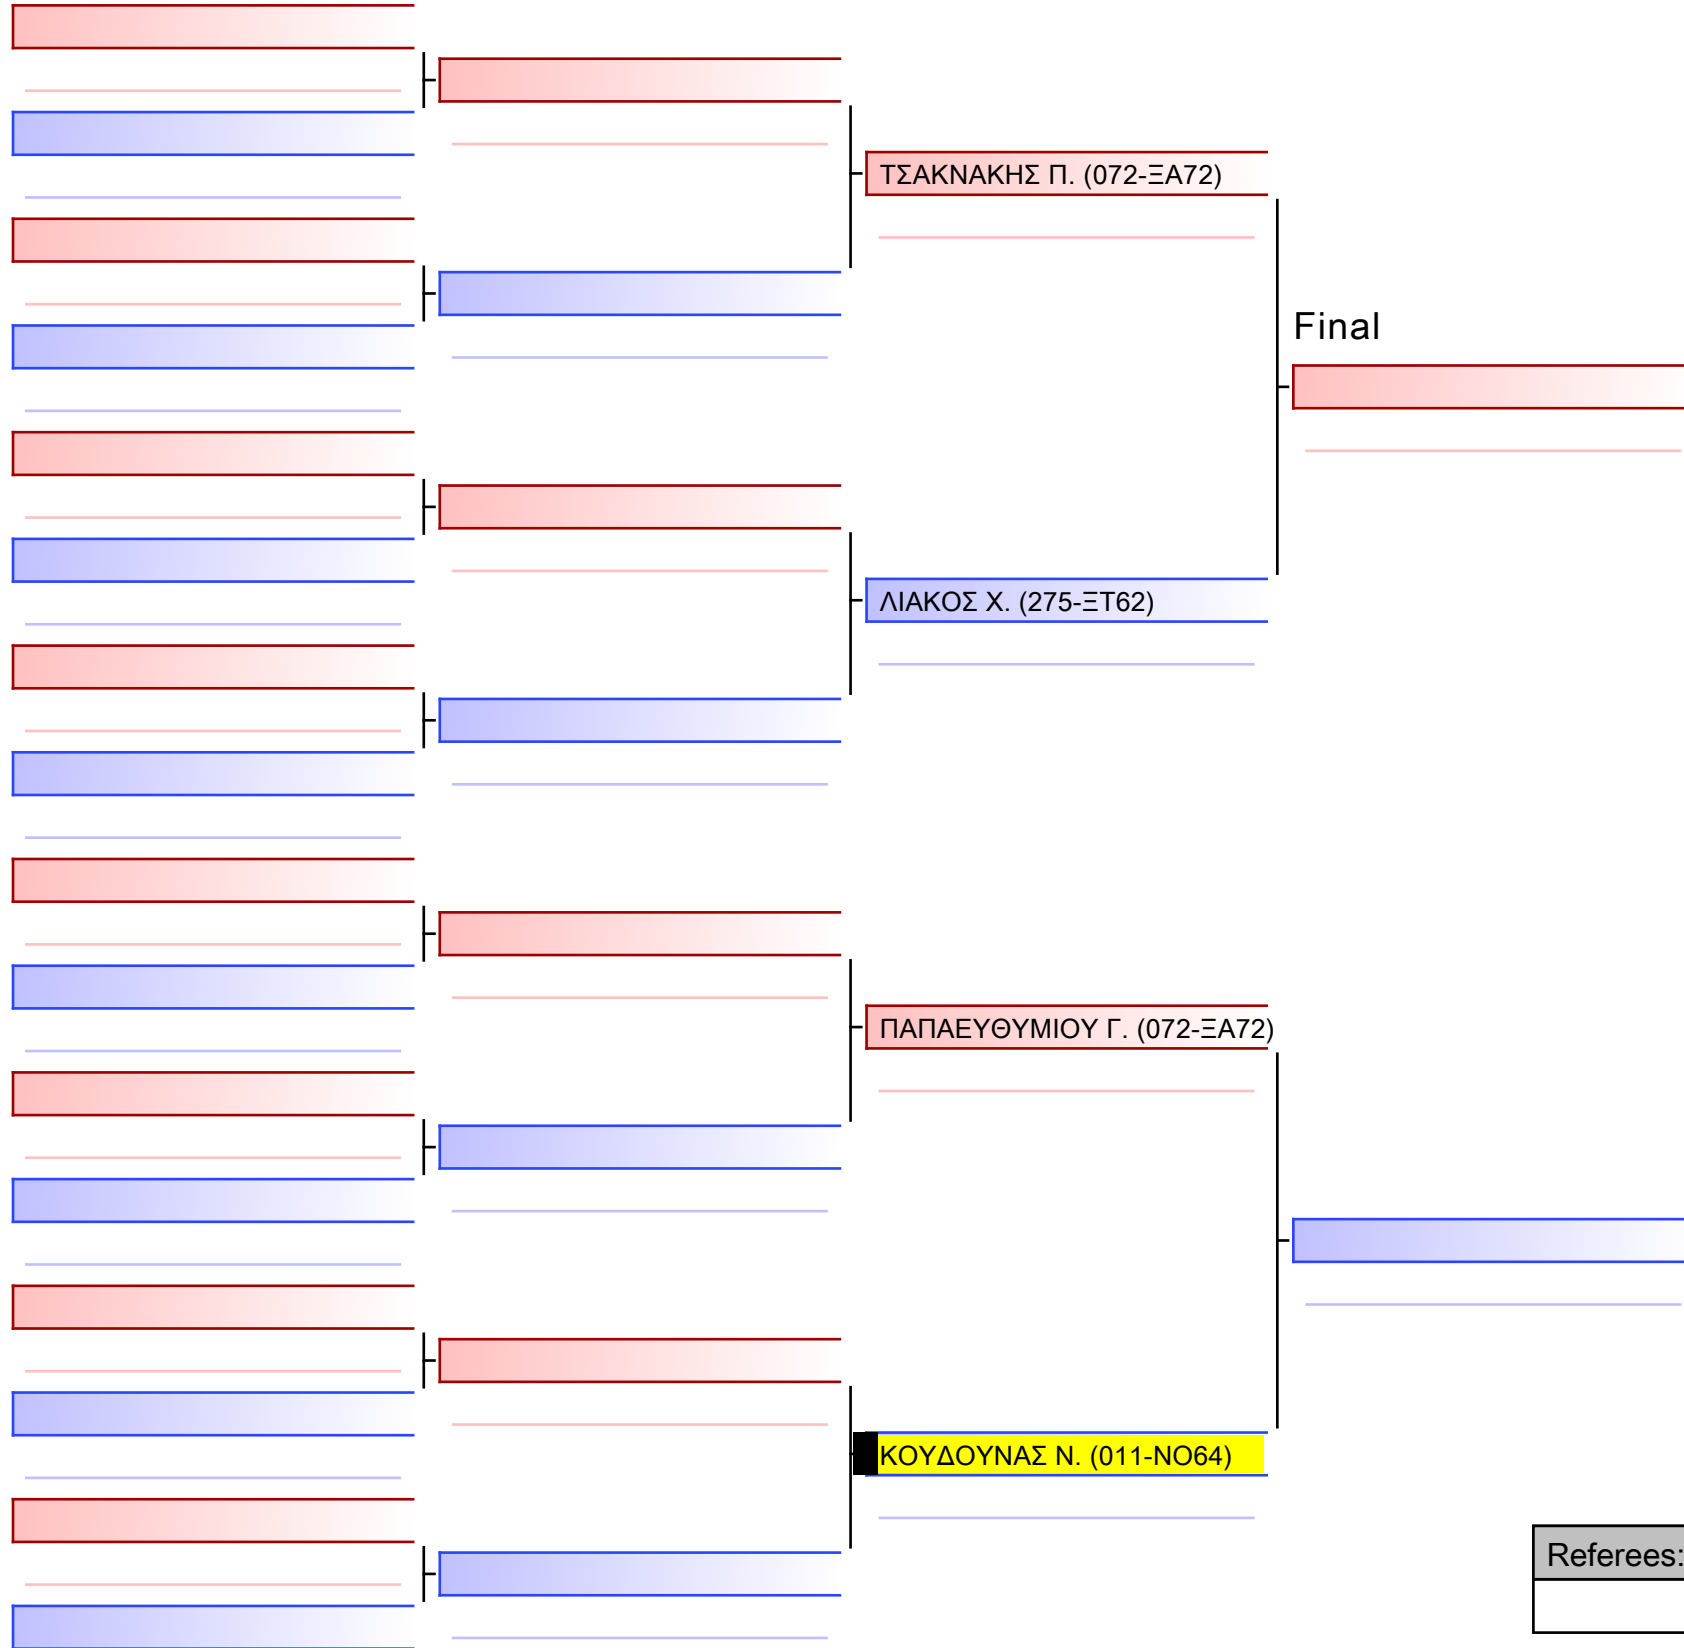 ΤΣΑΚΝΑΚΗΣ Π. (072-ΞΑ72)
Final
ΛΙΑΚΟΣ Χ. (275-ΞΤ62)
ΠΑΠΑΕΥΘΥΜΙΟΥ Γ. (072-ΞΑ72)
ΚΟΥΔΟΥΝΑΣ Ν. (011-ΝΟ64)
Referees: